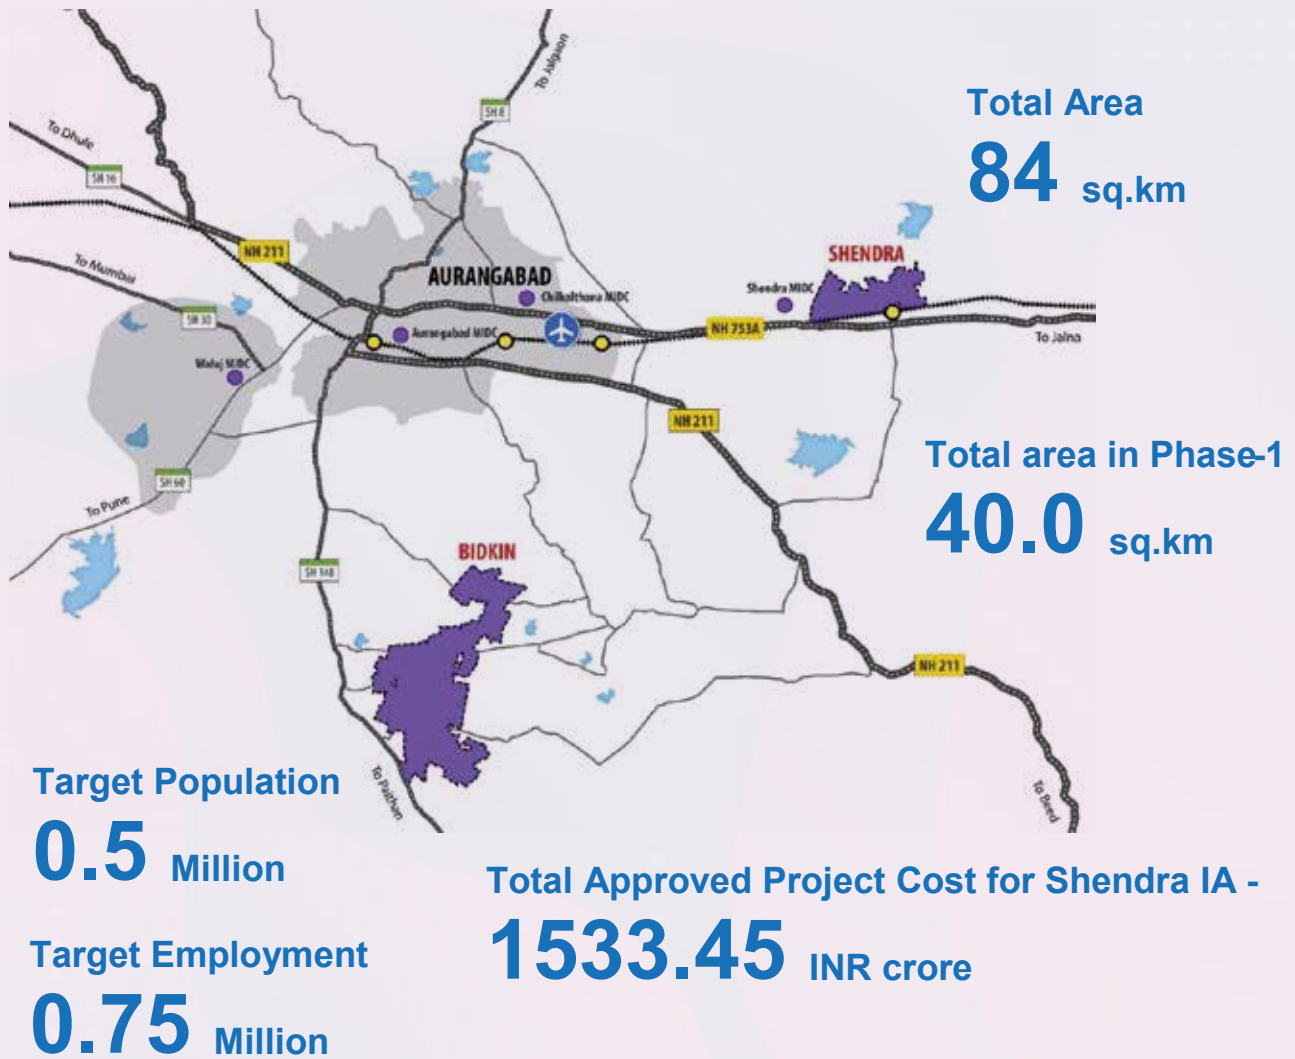 To Jalgaon
SH 8
Total Area
84 sq.km
To Dhule
SH 16
NH 211
To Mumbai
AURANGABAD
SHENDRA
Chikalthana MIDC
Shendra MIDC
SH 30
Aurangabad MIDC
NH 753A
To Jalna
Waluj MIDC
NH 211
Total area in Phase-1
40.0 sq.km
SH 60
To Pune
BIDKIN
SH 148
NH 211
To Paithan
To Beed
Target Population
0.5 Million
Total Approved Project Cost for Shendra IA -
1533.45 INR crore
Target Employment
0.75 Million